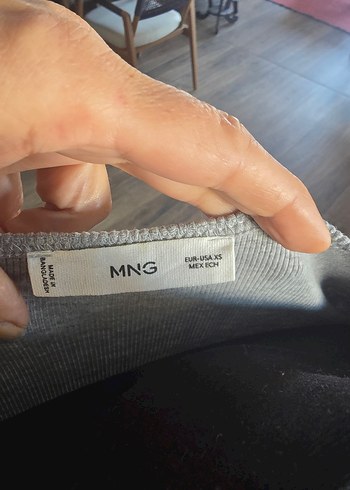 MADE IN
BANGLADESH
MNG
EUR-USA XS
MEX ECH